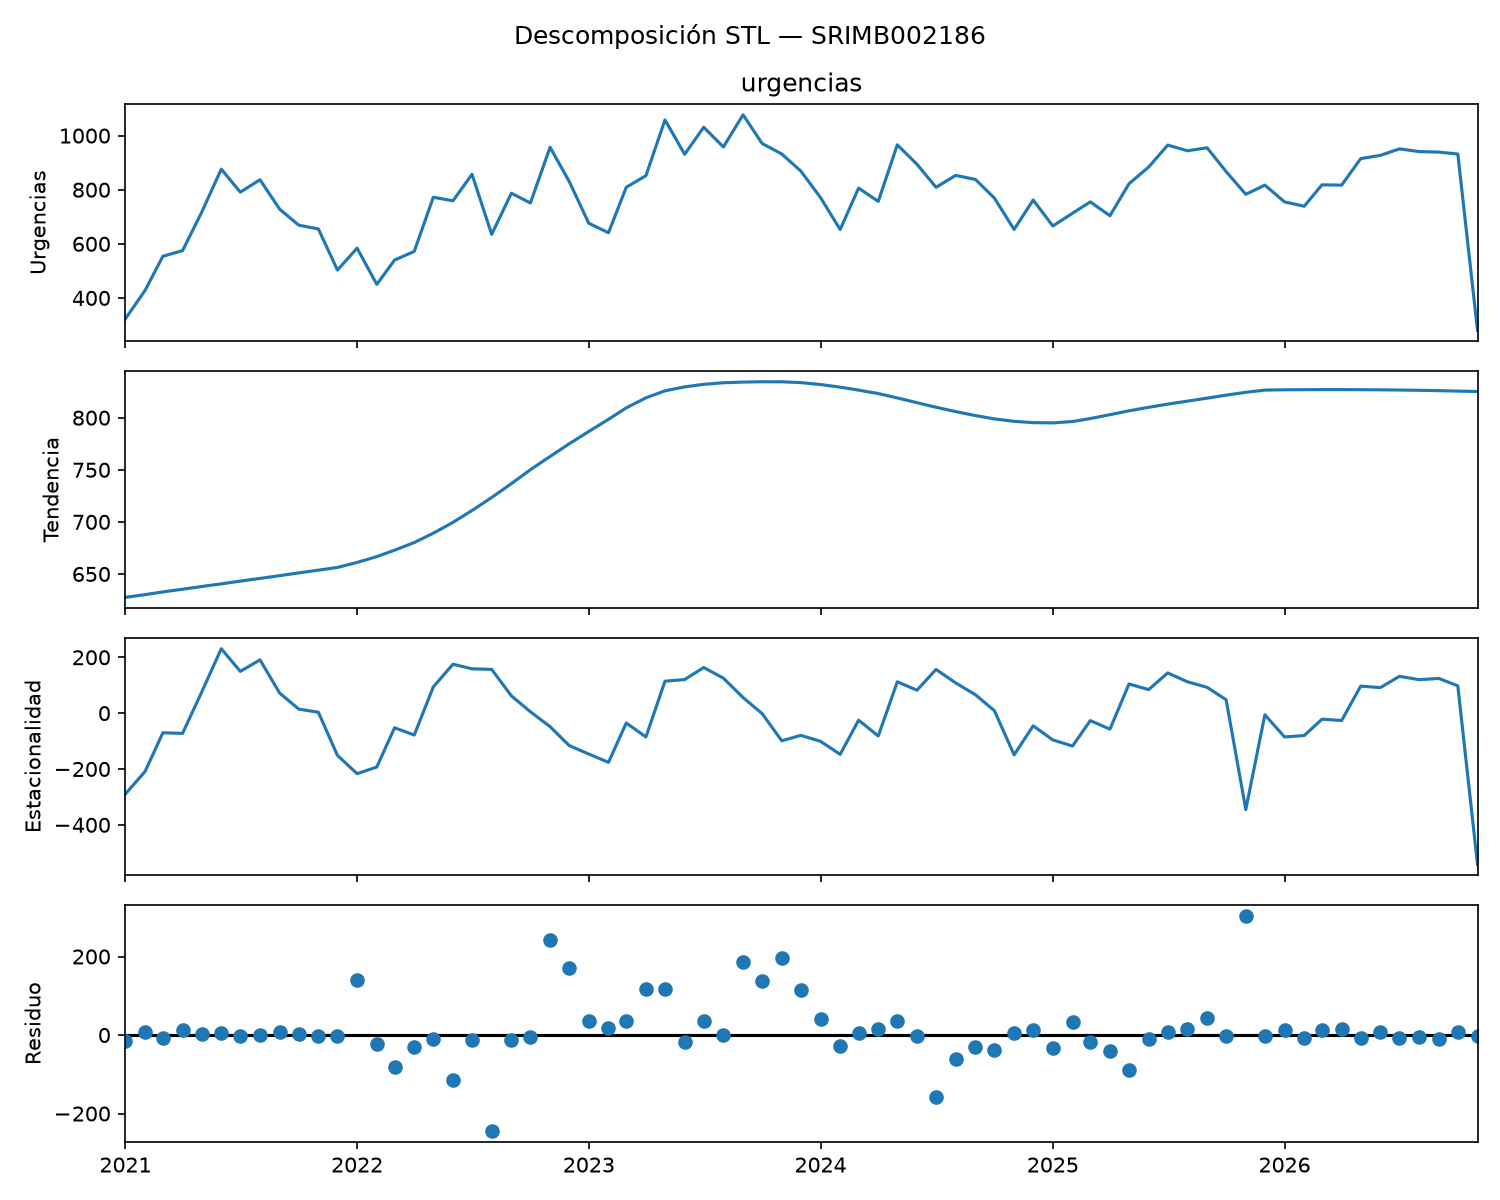 Descomposición STL — SRIMB002186
urgencias
Urgencias
1000
800
600
400
Tendencia
800
750
700
650
Estacionalidad
200
0
−200
−400
Residuo
200
0
−200
2021 2022 2023 2024 2025 2026